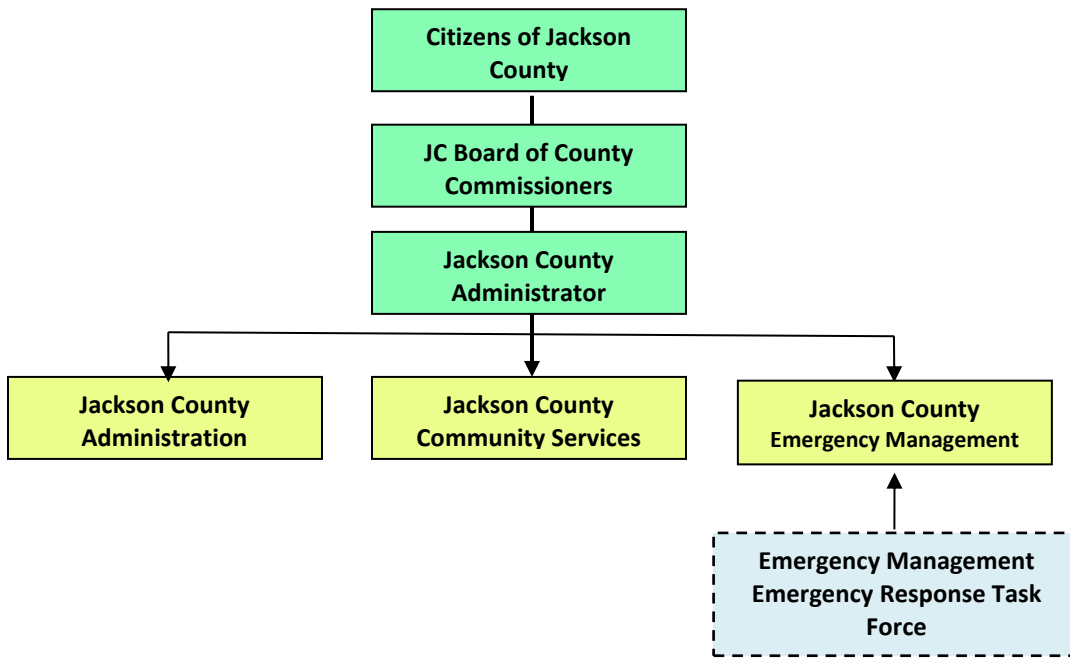 Citizens of Jackson
County
JC Board of County
Commissioners
Jackson County
Administrator
Jackson County
Administration
Jackson County
Community Services
Jackson County
Emergency Management
Emergency Management
Emergency Response Task
Force